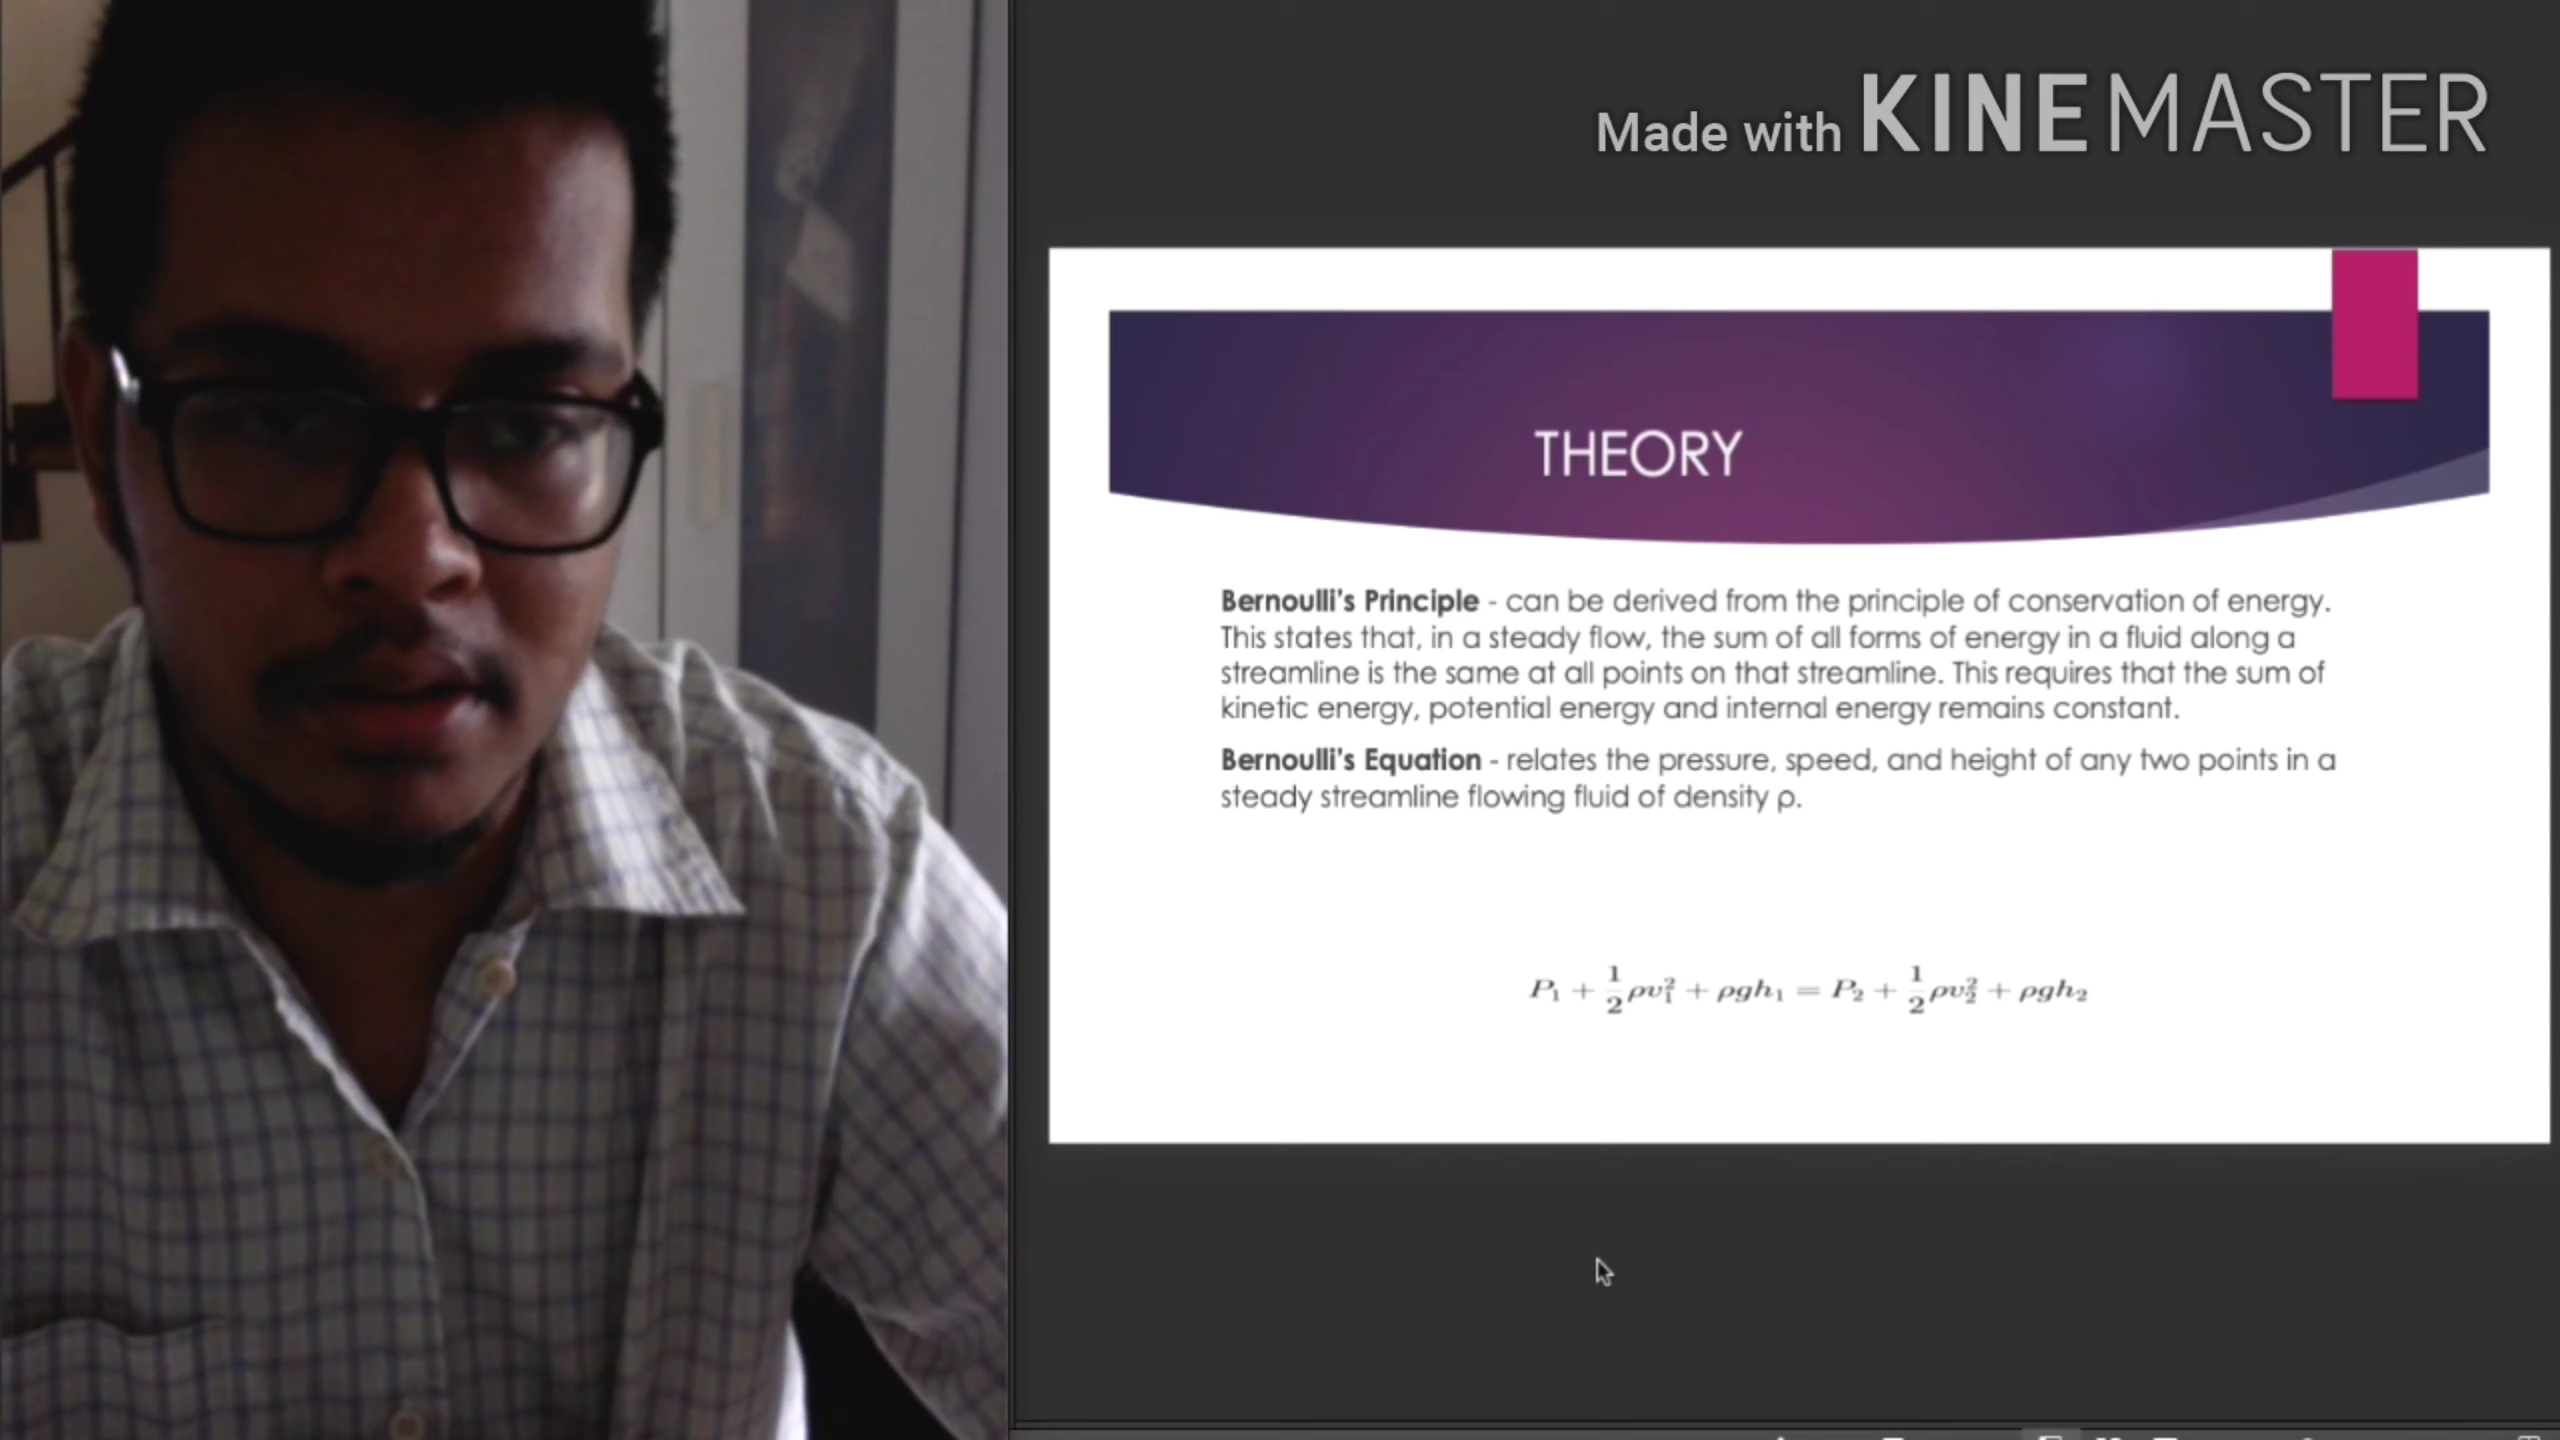 Made with KINEMASTER
THEORY
Bernoulli's Principle - can be derived from the principle of conservation of energy.
This states that, in a steady flow, the sum of all forms of energy in a fluid along a
streamline is the same at all points on that streamline. This requires that the sum of
kinetic energy, potential energy and internal energy remains constant.
Bernoulli's Equation - relates the pressure, speed, and height of any two points in a
steady streamline flowing fluid of density ρ.
P₁ + 1/2 ρv₁² + ρgh₁ = P₂ + 1/2 ρv₂² + ρgh₂